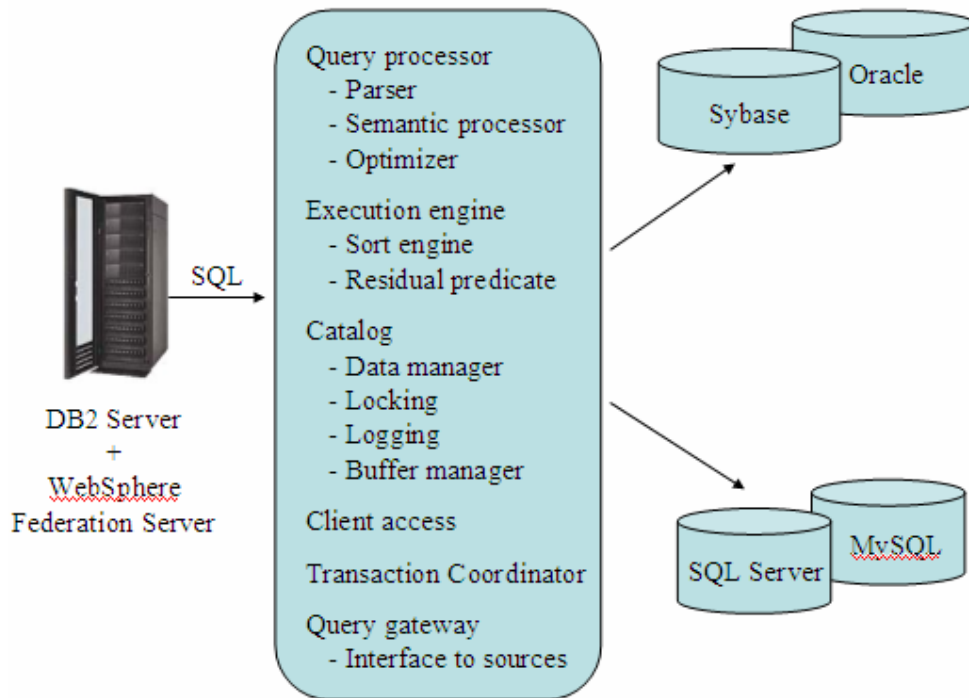 Query processor
- Parser
- Semantic processor
- Optimizer
Execution engine
- Sort engine
- Residual predicate
Catalog
- Data manager
- Locking
- Logging
- Buffer manager
Client access
Transaction Coordinator
Query gateway
- Interface to sources
SQL
DB2 Server
+
WebSphere
Federation Server
Oracle
Sybase
MySQL
SQL Server